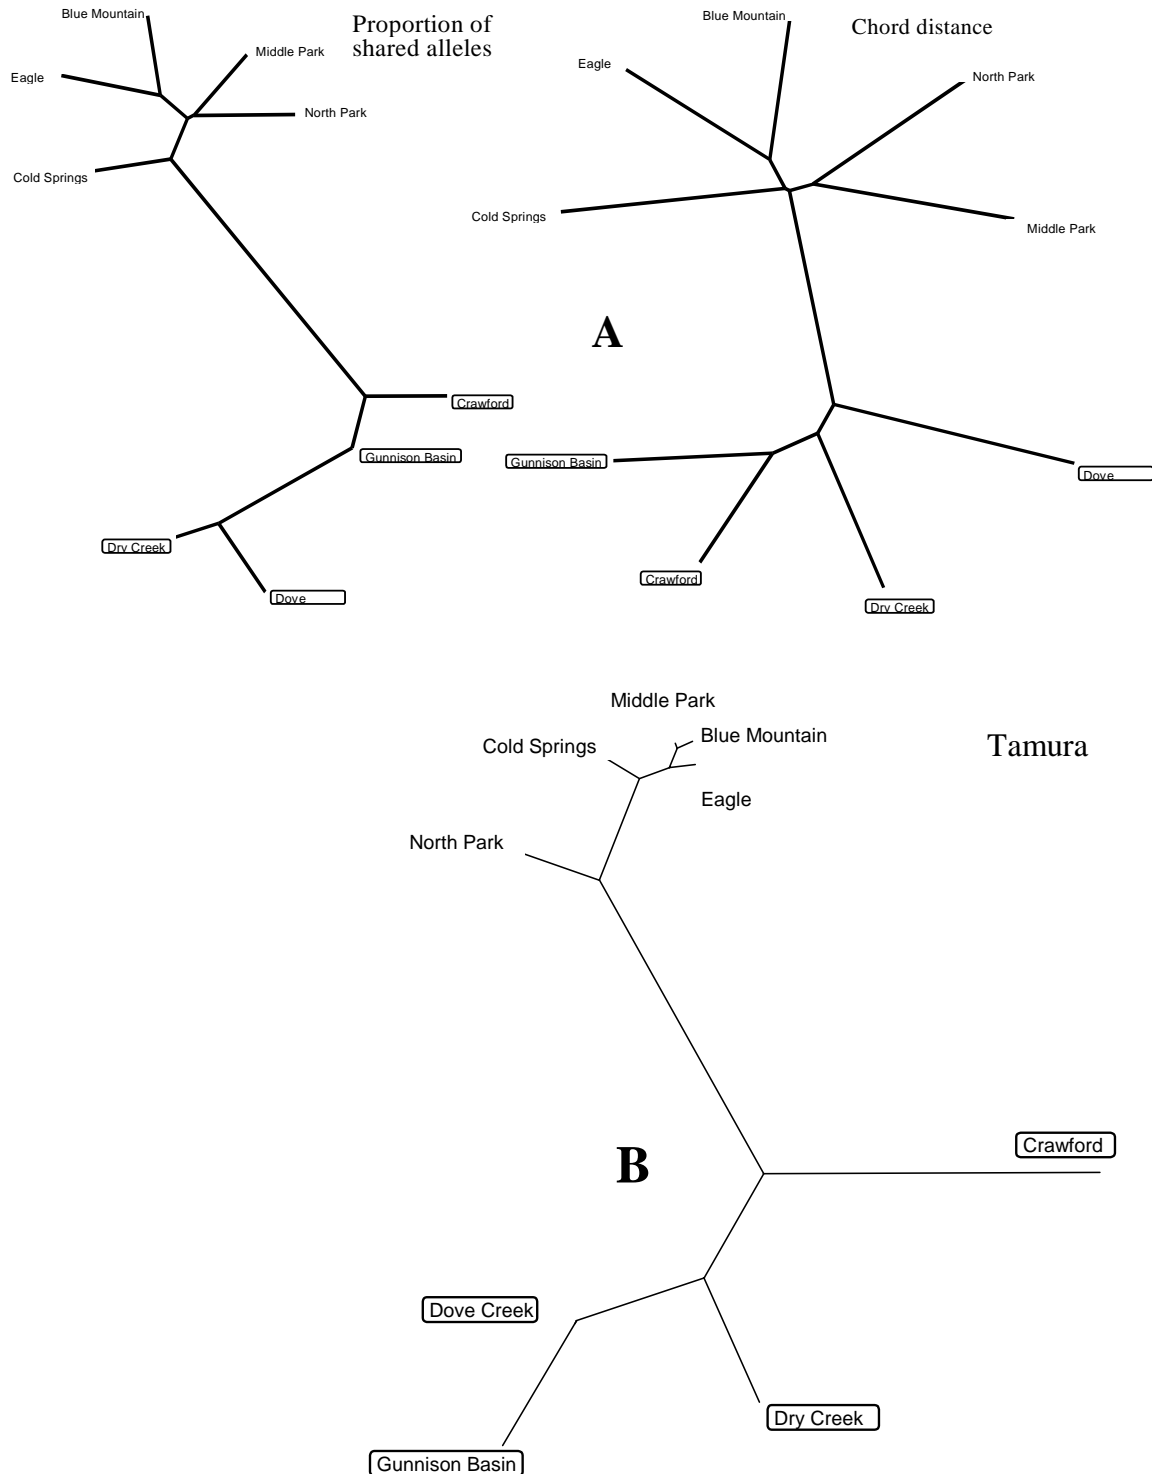 Blue Mountain
Proportion of
shared alleles
Middle Park
Eagle
North Park
Cold Springs
Crawford
Gunnison Basin
Dry Creek
Dove
Blue Mountain
Chord distance
Eagle
North Park
Cold Springs
Middle Park
A
Gunnison Basin
Dove
Crawford
Dry Creek
Middle Park
Blue Mountain
Tamura
Cold Springs
Eagle
North Park
B
Crawford
Dove Creek
Dry Creek
Gunnison Basin